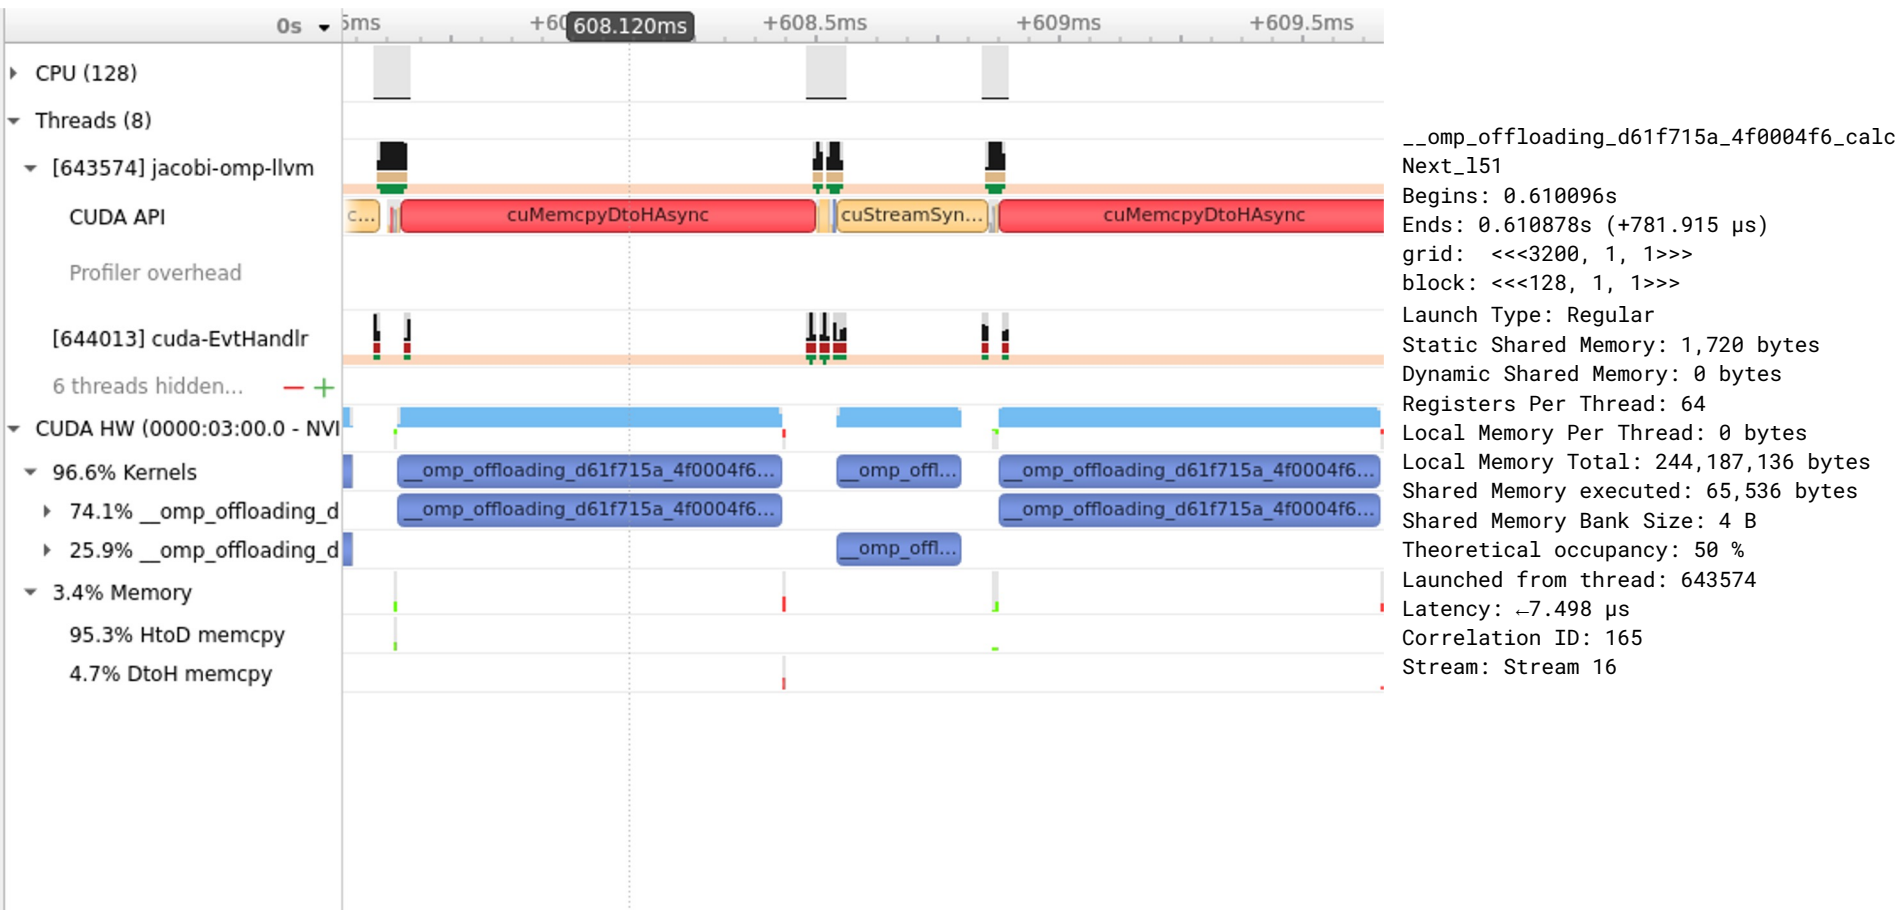 0s
5ms
+60
608.120ms
+608.5ms
+609ms
+609.5ms
CPU (128)
Threads (8)
[643574] jacobi-omp-llvm
CUDA API
c...
cuMemcpyDtoHAsync
cuStreamSyn...
cuMemcpyDtoHAsync
Profiler overhead
[644013] cuda-EvtHandlr
6 threads hidden...
CUDA HW (0000:03:00.0 - NVI
96.6% Kernels
__omp_offloading_d61f715a_4f0004f6...
__omp_offl...
__omp_offloading_d61f715a_4f0004f6...
74.1% __omp_offloading_d
__omp_offloading_d61f715a_4f0004f6...
__omp_offloading_d61f715a_4f0004f6...
25.9% __omp_offloading_d
__omp_offl...
3.4% Memory
95.3% HtoD memcpy
4.7% DtoH memcpy
__omp_offloading_d61f715a_4f0004f6_calc
Next_l51
Begins: 0.610096s
Ends: 0.610878s (+781.915 μs)
grid:  <<<3200, 1, 1>>>
block: <<<128, 1, 1>>>
Launch Type: Regular
Static Shared Memory: 1,720 bytes
Dynamic Shared Memory: 0 bytes
Registers Per Thread: 64
Local Memory Per Thread: 0 bytes
Local Memory Total: 244,187,136 bytes
Shared Memory executed: 65,536 bytes
Shared Memory Bank Size: 4 B
Theoretical occupancy: 50 %
Launched from thread: 643574
Latency: ←7.498 μs
Correlation ID: 165
Stream: Stream 16